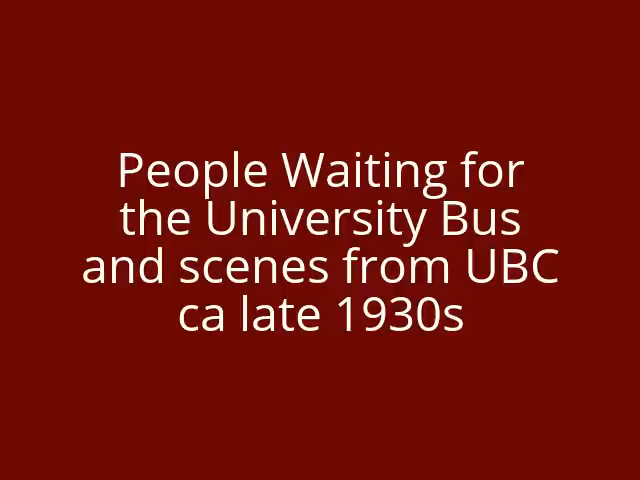 People Waiting for
the University Bus
and scenes from UBC
ca late 1930s